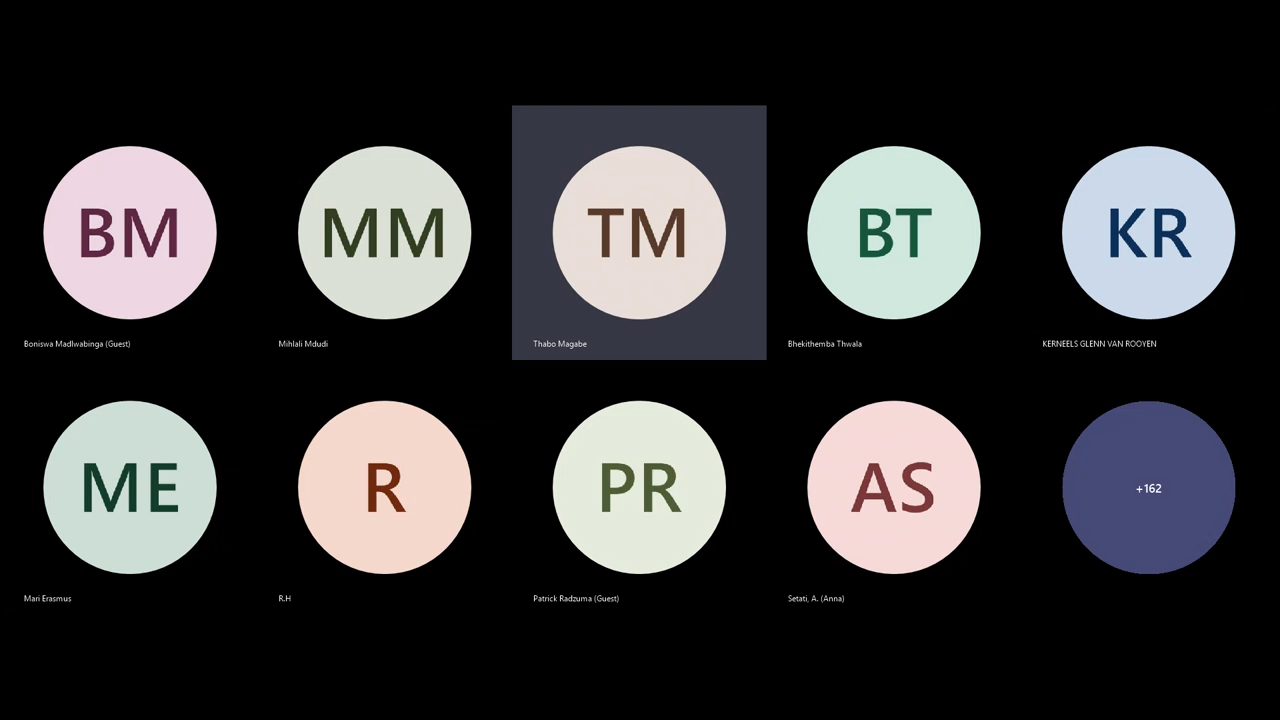 BM
MM
TM
BT
KR
Boniswa Madlwabinga (Guest)
Mihlali Mdudi
Thabo Magabe
Bhekithemba Thwala
KERNEELS GLENN VAN ROOYEN
ME
R
PR
AS
+162
Mari Erasmus
R.H
Patrick Radzuma (Guest)
Setati, A. (Anna)